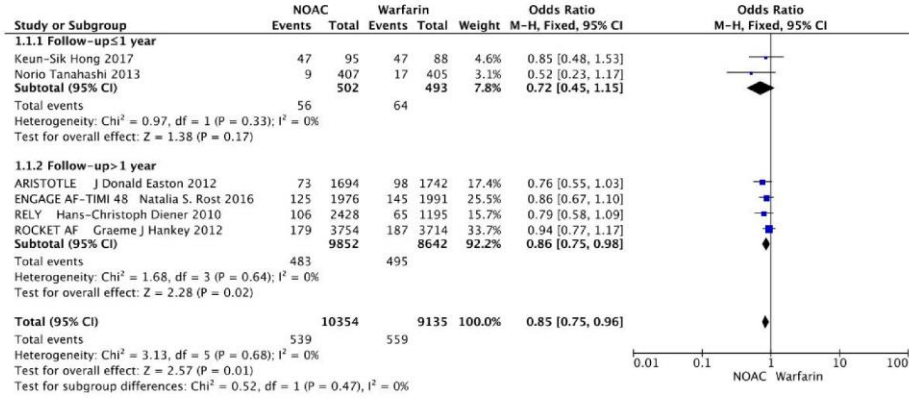 NOAC Warfarin Odds Ratio Odds Ratio
Study or Subgroup Events Total Events Total Weight M-H, Fixed, 95% CI M-H, Fixed, 95% CI
1.1.1 Follow-up≤1 year
Keun-Sik Hong 2017 47 95 47 88 4.6% 0.85 [0.48, 1.53]
Norio Tanahashi 2013 9 407 17 405 3.1% 0.52 [0.23, 1.17]
Subtotal (95% CI) 502 493 7.8% 0.72 [0.45, 1.15]
Total events 56 64
Heterogeneity: Chi² = 0.97, df = 1 (P = 0.33); I² = 0%
Test for overall effect: Z = 1.38 (P = 0.17)
1.1.2 Follow-up>1 year
ARISTOTLE J Donald Easton 2012 73 1694 98 1742 17.4% 0.76 [0.55, 1.03]
ENGAGE AF-TIMI 48 Natalia S. Rost 2016 125 1976 145 1991 25.5% 0.86 [0.67, 1.10]
RELY Hans-Christoph Diener 2010 106 2428 65 1195 15.7% 0.79 [0.58, 1.09]
ROCKET AF Graeme J Hankey 2012 179 3754 187 3714 33.7% 0.94 [0.77, 1.17]
Subtotal (95% CI) 9852 8642 92.2% 0.86 [0.75, 0.98]
Total events 483 495
Heterogeneity: Chi² = 1.68, df = 3 (P = 0.64); I² = 0%
Test for overall effect: Z = 2.28 (P = 0.02)
Total (95% CI) 10354 9135 100.0% 0.85 [0.75, 0.96]
Total events 539 559
Heterogeneity: Chi² = 3.13, df = 5 (P = 0.68); I² = 0%
Test for overall effect: Z = 2.57 (P = 0.01)
Test for subgroup differences: Chi² = 0.52, df = 1 (P = 0.47), I² = 0%
0.01 0.1 1 10 100
NOAC Warfarin